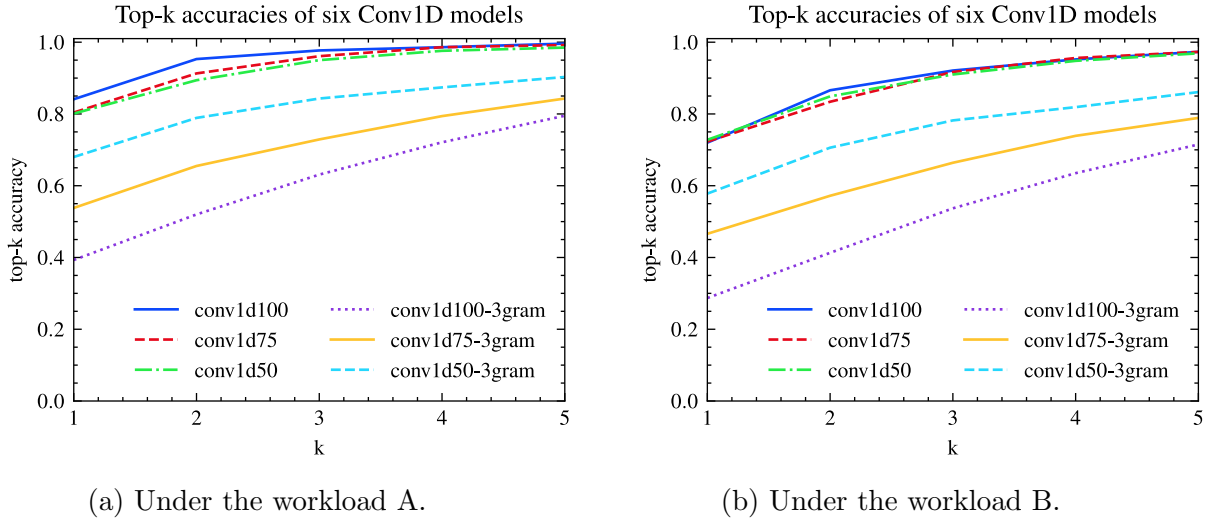 Top-k accuracies of six Conv1D models
1.0
0.8
0.6
0.4
0.2
0.0
top-k accuracy
conv1d100
conv1d75
conv1d50
conv1d100-3gram
conv1d75-3gram
conv1d50-3gram
1 2 3 4 5
k
(a) Under the workload A.
Top-k accuracies of six Conv1D models
1.0
0.8
0.6
0.4
0.2
0.0
top-k accuracy
conv1d100
conv1d75
conv1d50
conv1d100-3gram
conv1d75-3gram
conv1d50-3gram
1 2 3 4 5
k
(b) Under the workload B.